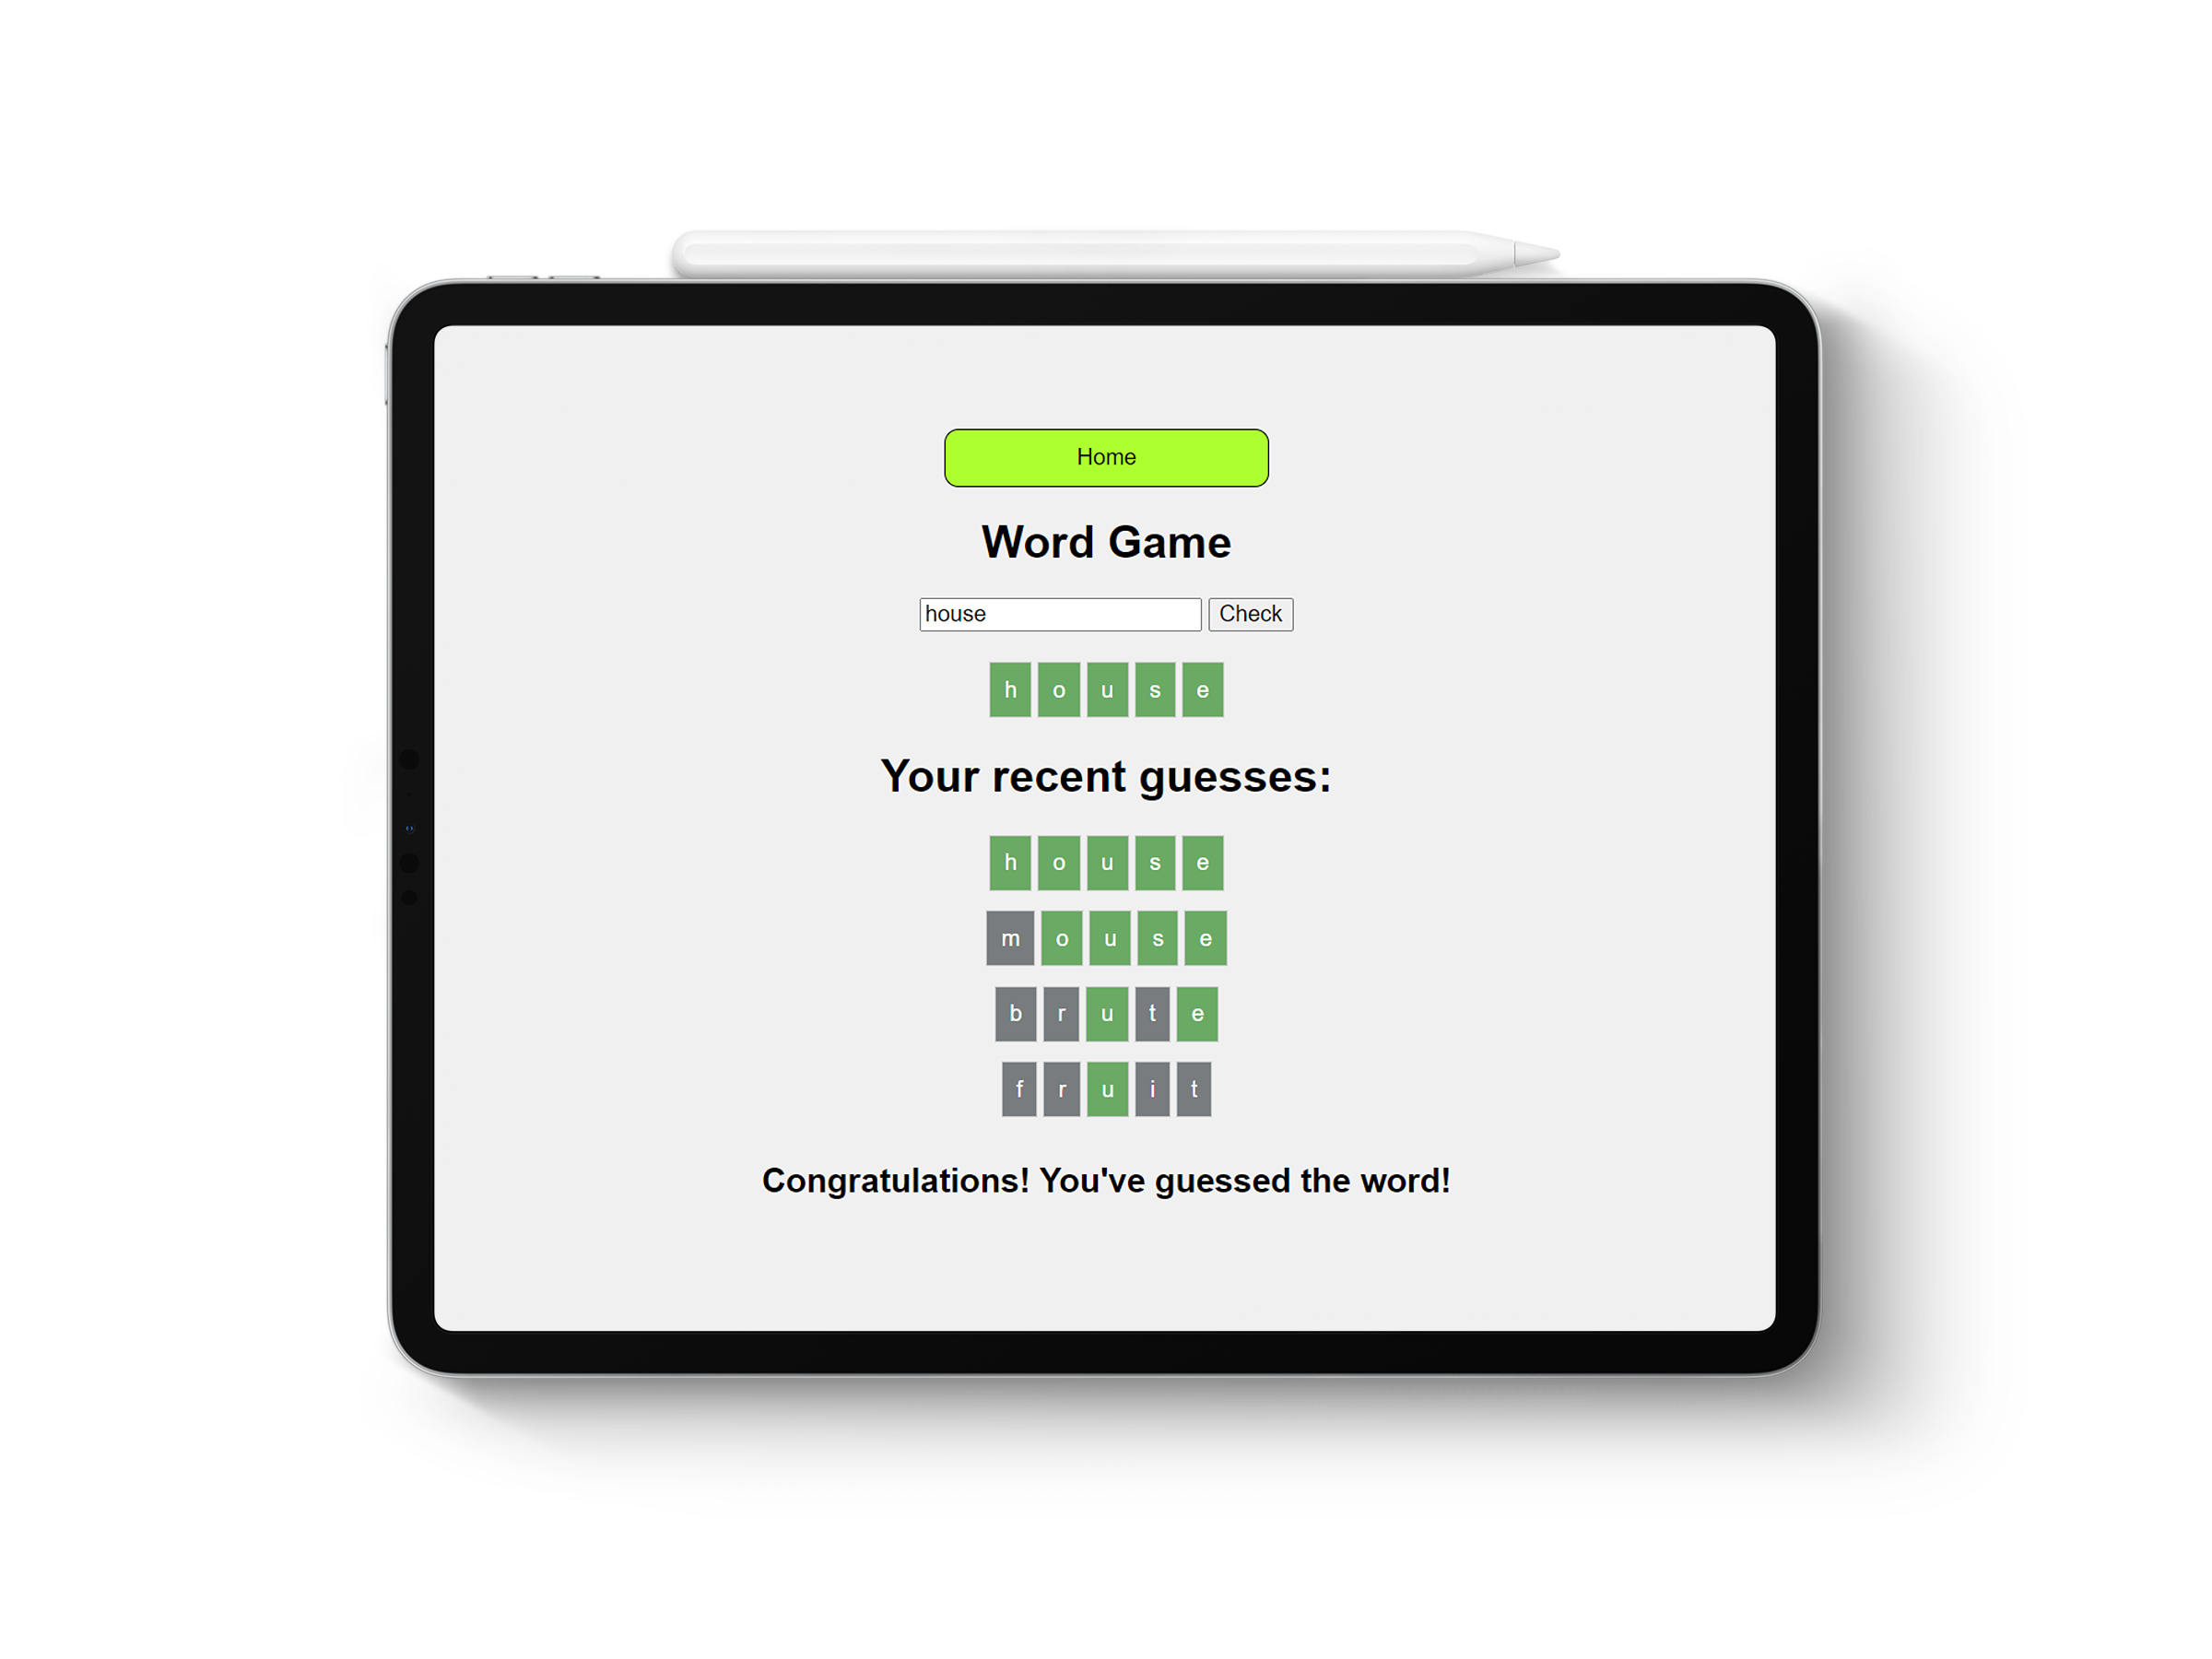 Home
Word Game
house Check
h o u s e
Your recent guesses:
h o u s e
m o u s e
b r u t e
f r u i t
Congratulations! You've guessed the word!